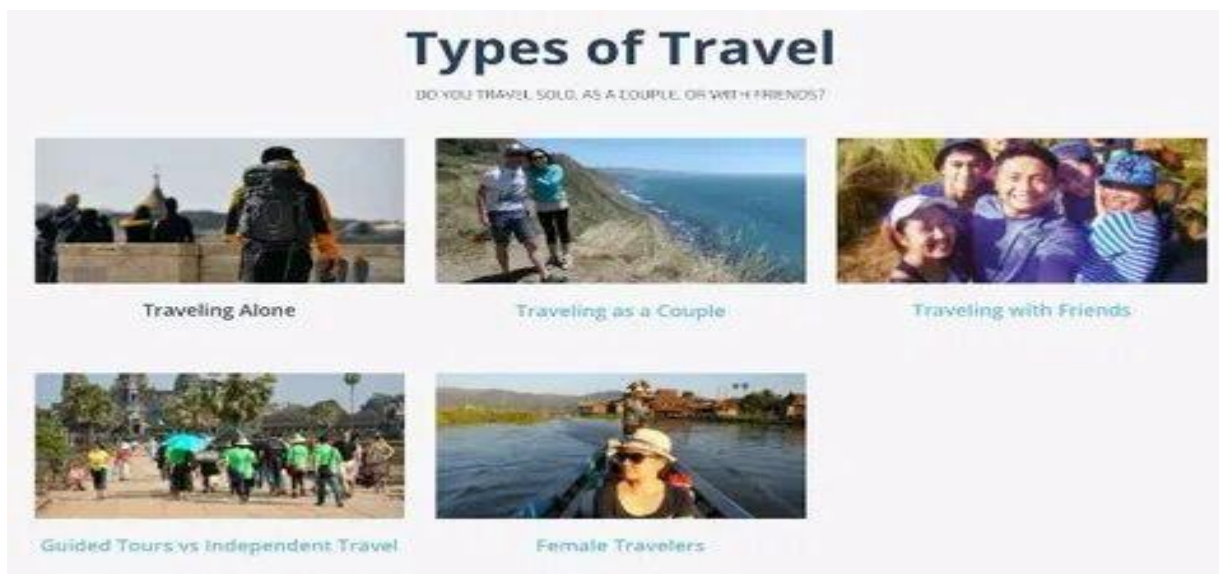 Types of Travel
DO YOU TRAVEL SOLO, AS A COUPLE, OR WITH FRIENDS?
Traveling Alone
Traveling as a Couple
Traveling with Friends
Guided Tours vs Independent Travel
Female Travelers